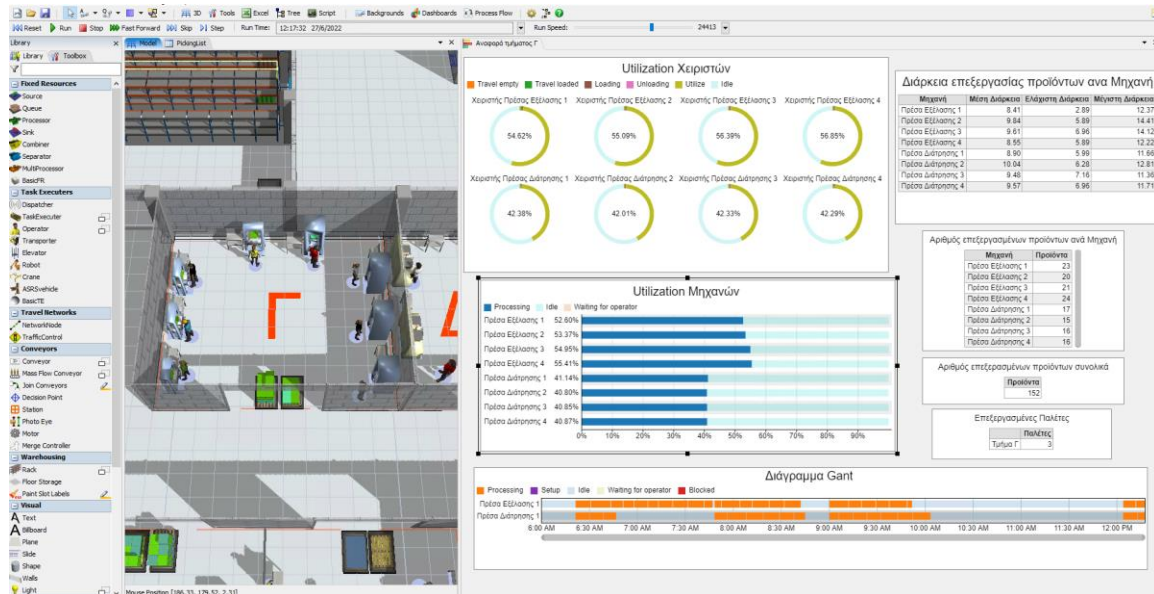 3D Tools Excel Tree Script Backgrounds Dashboards Process Flow
Reset Run Stop Fast Forward Skip Step Run Time: 12:17:32 27/6/2022 Run Speed: 24413
Library
Library Toolbox
Fixed Resources
Source
Queue
Processor
Sink
Combiner
Separator
MultiProcessor
BasicFR
Task Executers
Dispatcher
TaskExecuter
Operator
Transporter
Elevator
Robot
Crane
ASRSvehicle
BasicTE
Travel Networks
NetworkNode
TrafficControl
Conveyors
Conveyor
Mass Flow Conveyor
Join Conveyors
Decision Point
Station
Photo Eye
Motor
Merge Controller
Warehousing
Rack
Floor Storage
Paint Slot Labels
Visual
Text
Billboard
Plane
Slide
Shape
Walls
Light
Model PickingList
Γ
Δ
Mouse Position [186.33, 179.52, 2.31]
Αναφορά τμήματος Γ
Utilization Χειριστών
Travel empty Travel loaded Loading Unloading Utilize Idle
Χειριστής Πρέσας Εξέλασης 1 Χειριστής Πρέσας Εξέλασης 2 Χειριστής Πρέσας Εξέλασης 3 Χειριστής Πρέσας Εξέλασης 4
54.62% 55.09% 56.39% 56.85%
Χειριστής Πρέσας Διάτρησης 1 Χειριστής Πρέσας Διάτρησης 2 Χειριστής Πρέσας Διάτρησης 3 Χειριστής Πρέσας Διάτρησης 4
42.38% 42.01% 42.33% 42.29%
Utilization Μηχανών
Processing Idle Waiting for operator
Πρέσα Εξέλασης 1 52.60%
Πρέσα Εξέλασης 2 53.37%
Πρέσα Εξέλασης 3 54.95%
Πρέσα Εξέλασης 4 55.41%
Πρέσα Διάτρησης 1 41.14%
Πρέσα Διάτρησης 2 40.80%
Πρέσα Διάτρησης 3 40.85%
Πρέσα Διάτρησης 4 40.87%
0% 10% 20% 30% 40% 50% 60% 70% 80% 90%
Διάρκεια επεξεργασίας προϊόντων ανα Μηχανή
Μηχανή Μέση Διάρκεια Ελάχιστη Διάρκεια Μέγιστη Διάρκεια
Πρέσα Εξέλασης 1 8.41 2.89 12.37
Πρέσα Εξέλασης 2 9.84 5.89 14.41
Πρέσα Εξέλασης 3 9.61 6.96 14.12
Πρέσα Εξέλασης 4 8.55 5.89 12.22
Πρέσα Διάτρησης 1 8.90 5.99 11.66
Πρέσα Διάτρησης 2 10.04 6.28 12.81
Πρέσα Διάτρησης 3 9.48 7.16 11.36
Πρέσα Διάτρησης 4 9.57 6.96 11.71
Αριθμός επεξεργασμένων προϊόντων ανά Μηχανή
Μηχανή Προϊόντα
Πρέσα Εξέλασης 1 23
Πρέσα Εξέλασης 2 20
Πρέσα Εξέλασης 3 21
Πρέσα Εξέλασης 4 24
Πρέσα Διάτρησης 1 17
Πρέσα Διάτρησης 2 15
Πρέσα Διάτρησης 3 16
Πρέσα Διάτρησης 4 16
Αριθμός επεξερασμένων προϊόντων συνολικά
Προϊόντα
152
Επεξεργασμένες Παλέτες
Παλέτες
Τμήμα Γ 3
Διάγραμμα Gant
Processing Setup Idle Waiting for operator Blocked
Πρέσα Εξέλασης 1
Πρέσα Διάτρησης 1
6:00 AM 6:30 AM 7:00 AM 7:30 AM 8:00 AM 8:30 AM 9:00 AM 9:30 AM 10:00 AM 10:30 AM 11:00 AM 11:30 AM 12:00 PM